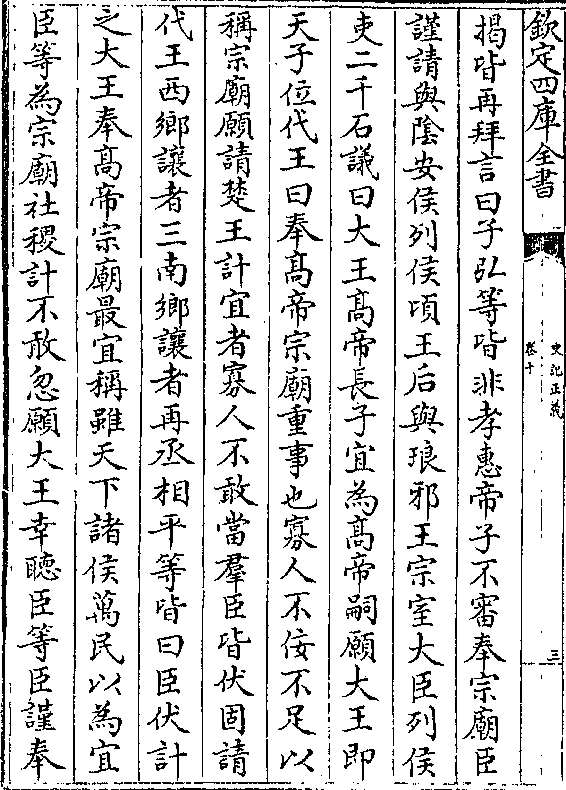 欽定四庫全書
史記正義
卷十
三
揭皆再拜言曰子弘等皆非孝惠帝子不審奉宗廟臣
謹請與陰安侯列侯頃王后與琅邪王宗室大臣列侯
吏二千石議曰大王髙帝長子宜為髙帝嗣願大王即
天子位代王曰奉髙帝宗廟重事也寡人不佞不足以
稱宗廟願請楚王計宜者寡人不敢當羣臣皆伏固請
代王西鄉讓者三南鄉讓者再丞相平等皆曰臣伏計
之大王奉髙帝宗廟最宜稱雖天下諸侯萬民以為宜
臣等為宗廟社稷計不敢忽願大王幸聴臣等臣謹奉